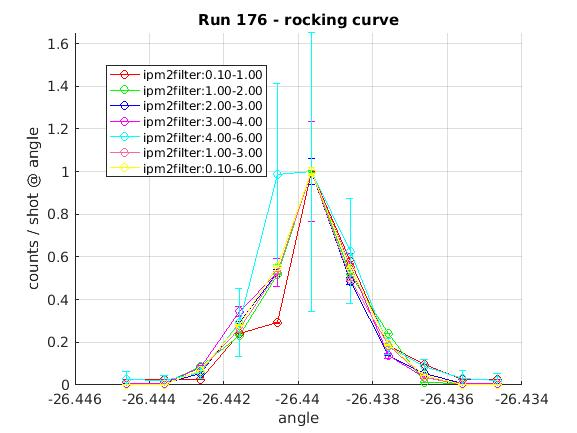 Run 176 - rocking curve
counts / shot @ angle
1.6
1.4
1.2
1
0.8
0.6
0.4
0.2
0
ipm2filter:0.10-1.00
ipm2filter:1.00-2.00
ipm2filter:2.00-3.00
ipm2filter:3.00-4.00
ipm2filter:4.00-6.00
ipm2filter:1.00-3.00
ipm2filter:0.10-6.00
-26.446 -26.444 -26.442 -26.44 -26.438 -26.436 -26.434
angle